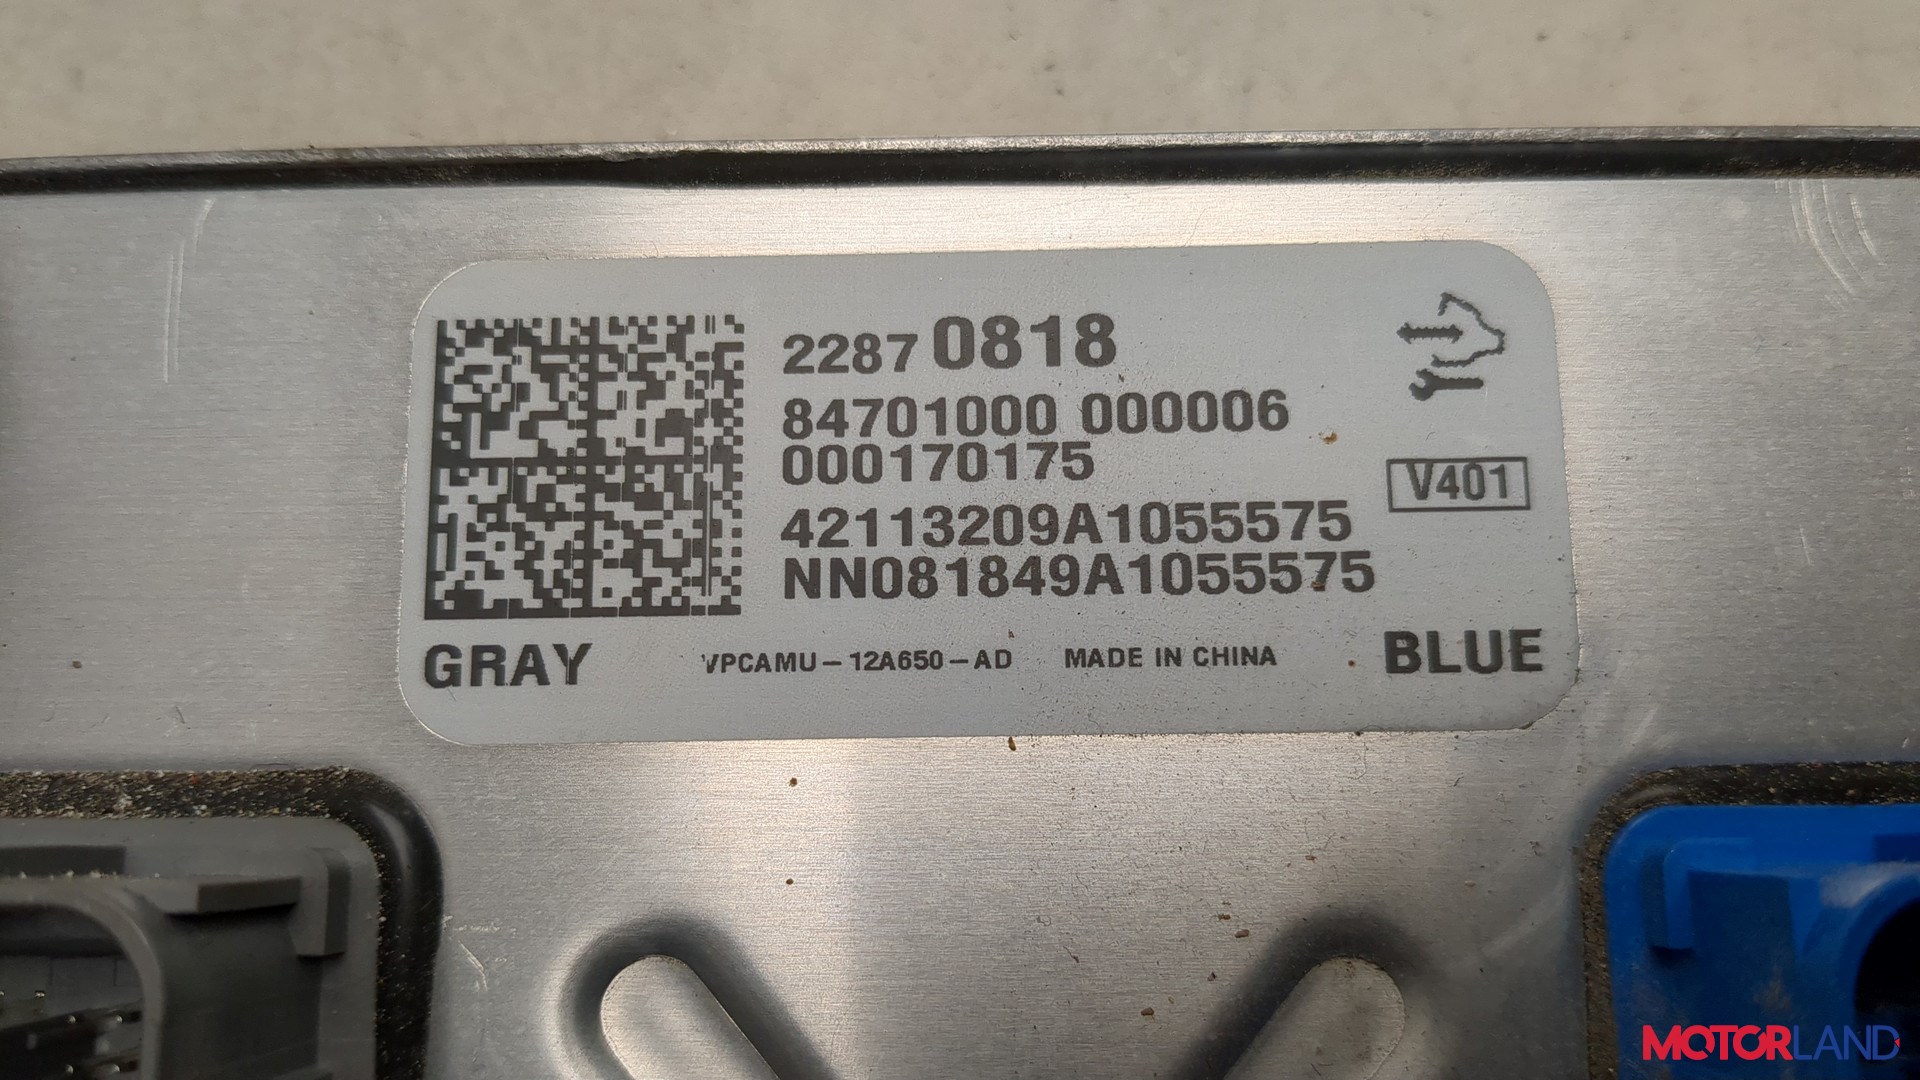 22870818
84701000 000006
000170175
42113209A1055575
NN081849A1055575
V401
GRAY
VPCAMU-12A650-AD
MADE IN CHINA
BLUE
MOTORLAND